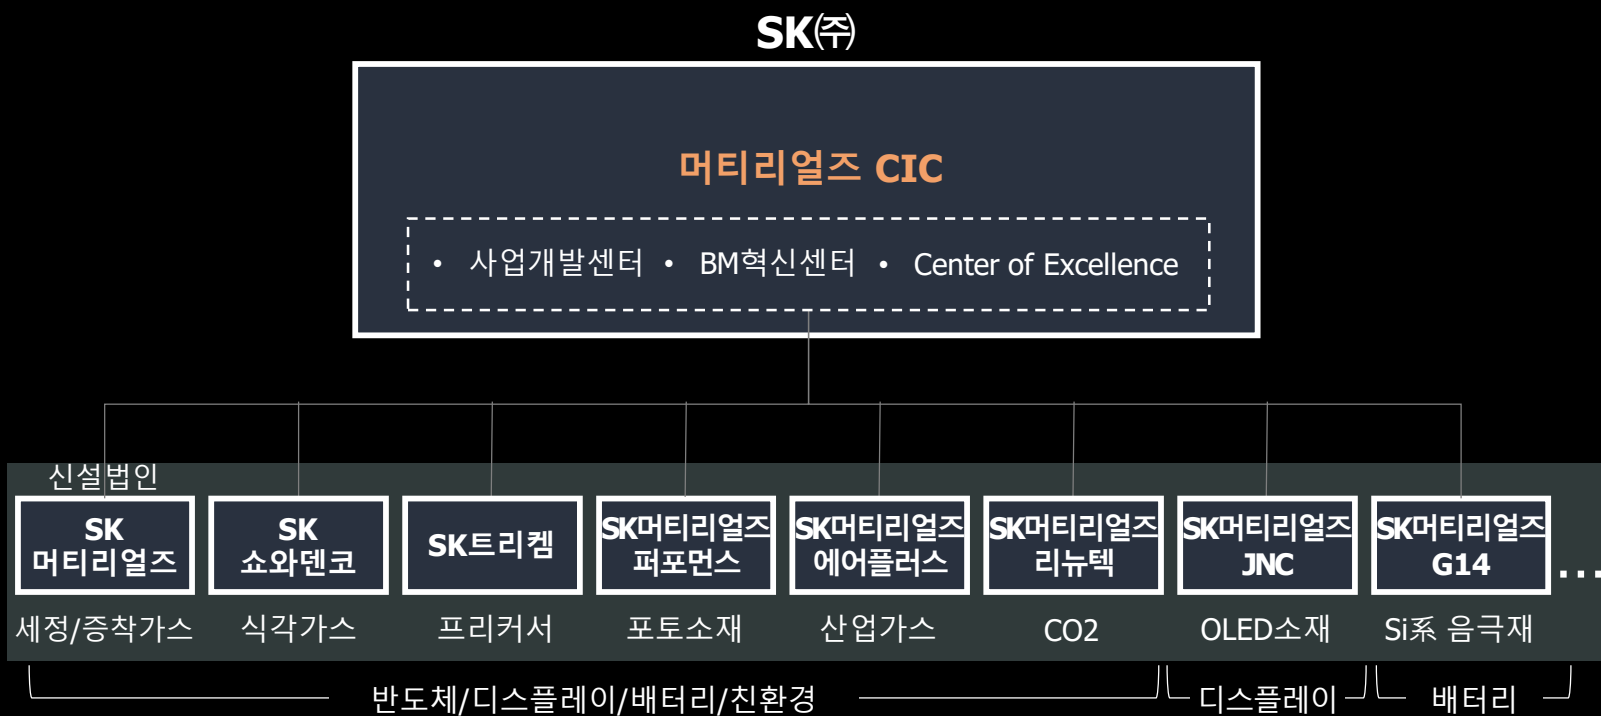 SK㈜
머티리얼즈 CIC
• 사업개발센터 • BM혁신센터 • Center of Excellence
신설법인
SK
머티리얼즈
SK
쇼와덴코
SK트리켐
SK머티리얼즈
퍼포먼스
SK머티리얼즈
에어플러스
SK머티리얼즈
리뉴텍
SK머티리얼즈
JNC
SK머티리얼즈
G14
...
세정/증착가스
식각가스
프리커서
포토소재
산업가스
CO2
OLED소재
Si系 음극재
반도체/디스플레이/배터리/친환경
디스플레이
배터리